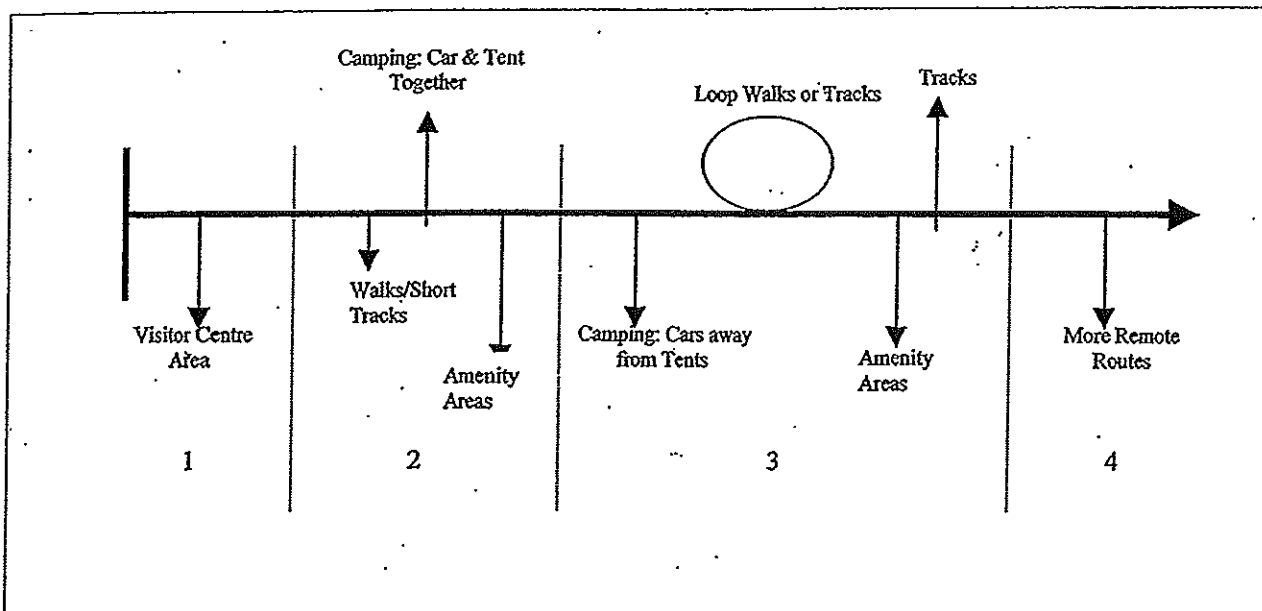 Camping: Car & Tent
Together
Loop Walks or Tracks
Tracks
Visitor Centre
Area
Walks/Short
Tracks
Amenity
Areas
Camping: Cars away
from Tents
Amenity
Areas
More Remote
Routes
1
2
3
4